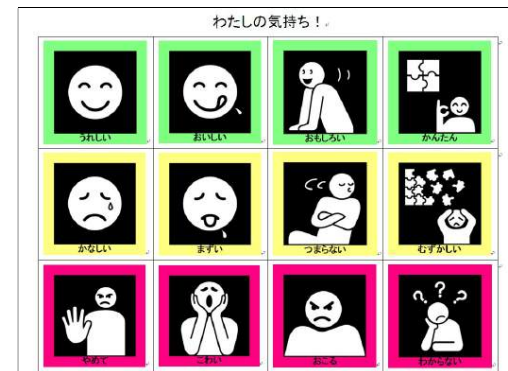 わたしの気持ち！
うれしい
おいしい
おもしろい
かんたん
かなしい
まずい
つまらない
むずかしい
やめて
こわい
おこる
わからない